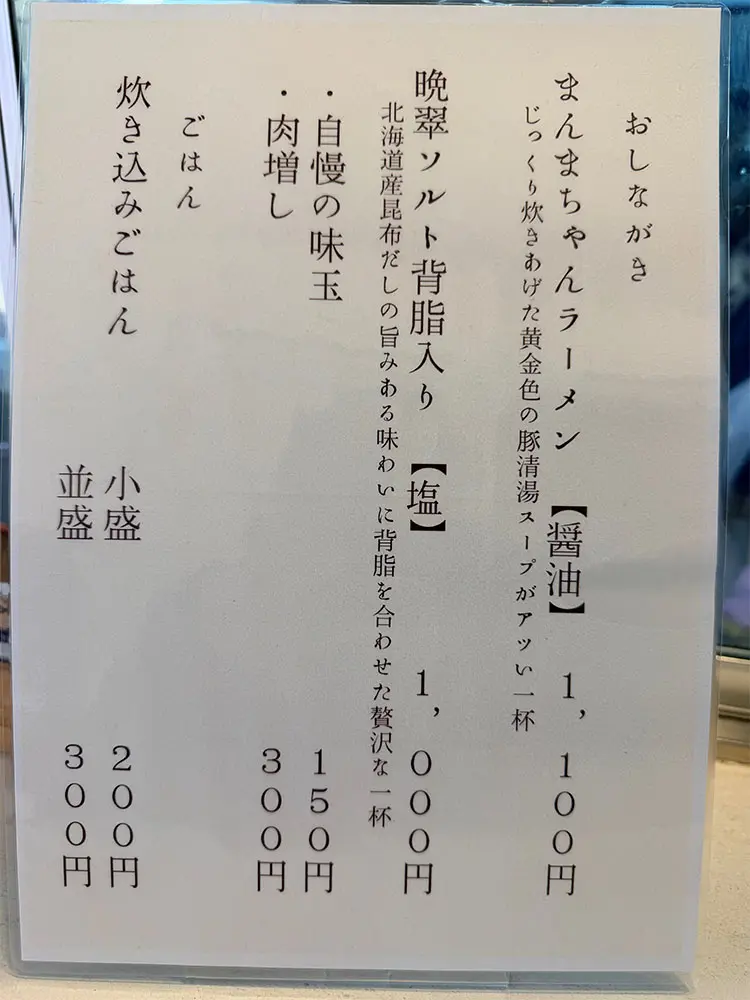 おしながき
まんまちゃんラーメン 【醤油】 1,100円
じっくり炊きあげた黄金色の豚清湯スープがアツい一杯
晩翠ソルト背脂入り 【塩】 1,000円
北海道産昆布だしの旨みある味わいに背脂を合わせた贅沢な一杯
・自慢の味玉 150円
・肉増し 300円
ごはん
炊き込みごはん 小盛 200円
並盛 300円